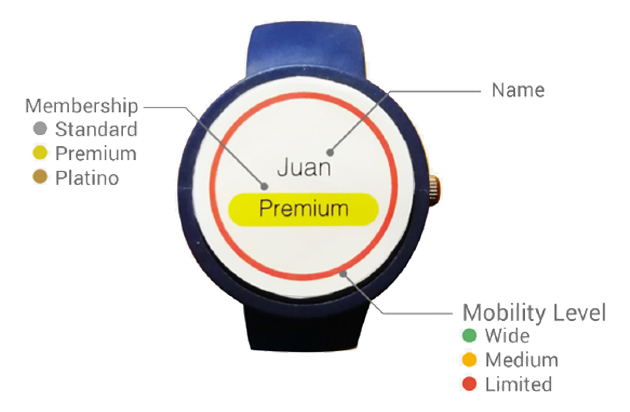 Name
Membership
Standard
Premium
Platino
Juan
Premium
Mobility Level
Wide
Medium
Limited